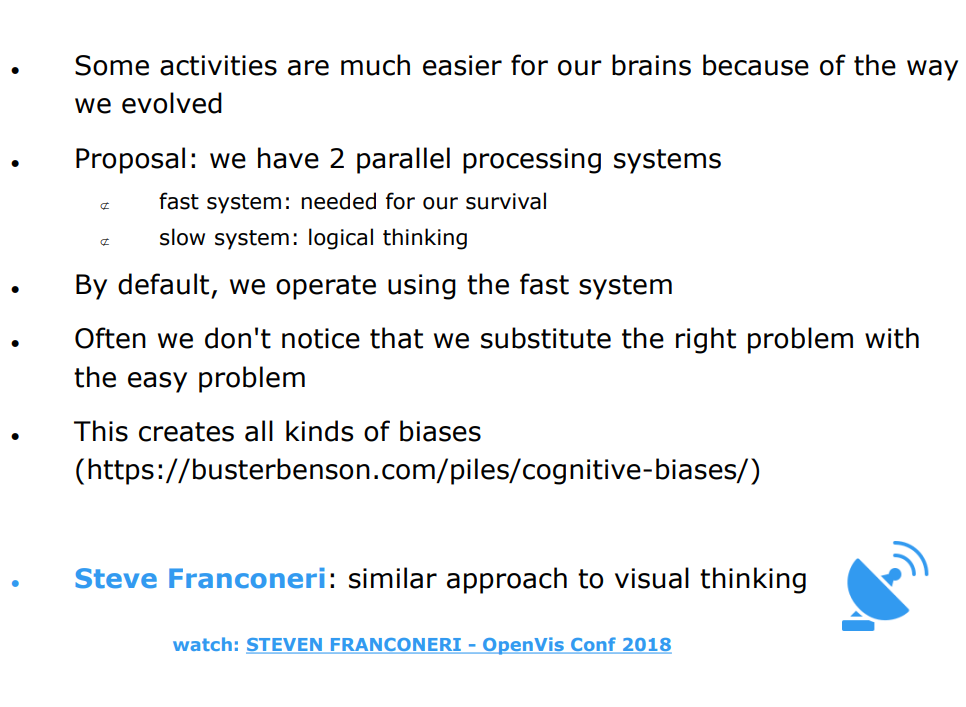 • Some activities are much easier for our brains because of the way
we evolved
• Proposal: we have 2 parallel processing systems
⊄ fast system: needed for our survival
⊄ slow system: logical thinking
• By default, we operate using the fast system
• Often we don't notice that we substitute the right problem with
the easy problem
• This creates all kinds of biases
(https://busterbenson.com/piles/cognitive-biases/)
• Steve Franconeri: similar approach to visual thinking
watch: STEVEN FRANCONERI - OpenVis Conf 2018